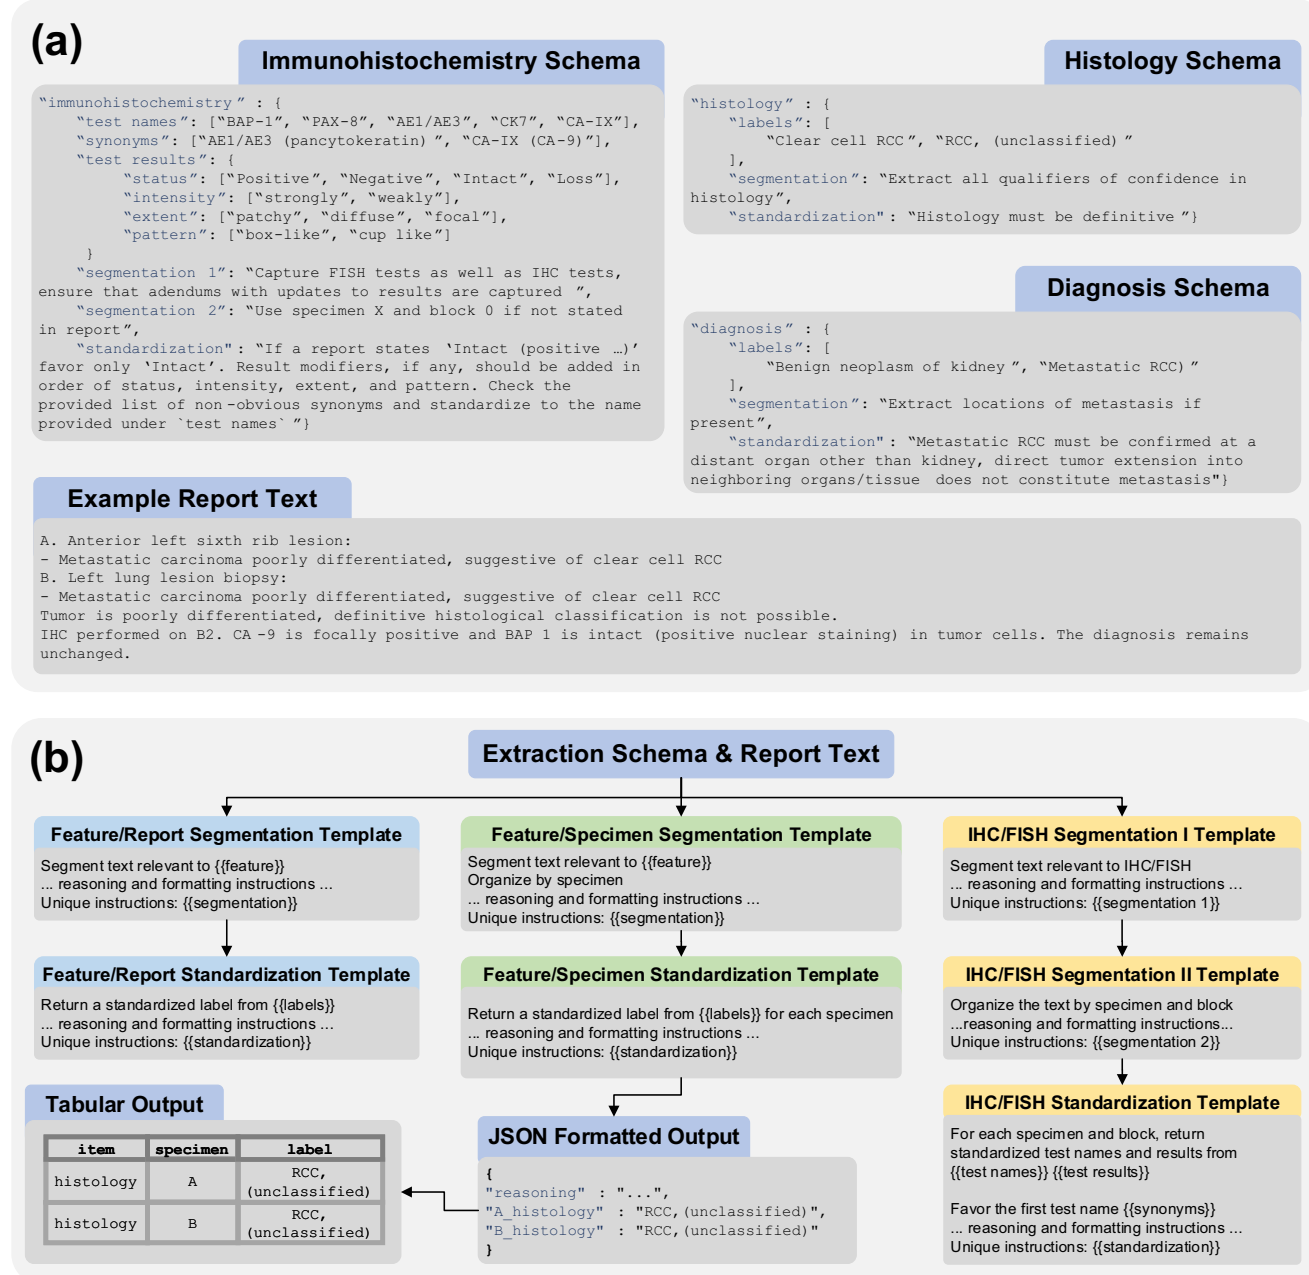 (a)
Immunohistochemistry Schema
"immunohistochemistry" : {
"test names": ["BAP-1", "PAX-8", "AE1/AE3", "CK7", "CA-IX"],
"synonyms": ["AE1/AE3 (pancytokeratin)", "CA-IX (CA-9)"],
"test results": {
"status": ["Positive", "Negative", "Intact", "Loss"],
"intensity": ["strongly", "weakly"],
"extent": ["patchy", "diffuse", "focal"],
"pattern": ["box-like", "cup like"]
}
"segmentation 1": "Capture FISH tests as well as IHC tests,
ensure that adendums with updates to results are captured ",
"segmentation 2": "Use specimen X and block 0 if not stated
in report",
"standardization": "If a report states 'Intact (positive …)'
favor only 'Intact'. Result modifiers, if any, should be added in
order of status, intensity, extent, and pattern. Check the
provided list of non-obvious synonyms and standardize to the name
provided under `test names` "}
Histology Schema
"histology" : {
"labels": [
"Clear cell RCC", "RCC, (unclassified)"
],
"segmentation": "Extract all qualifiers of confidence in
histology",
"standardization": "Histology must be definitive"}
Diagnosis Schema
"diagnosis" : {
"labels": [
"Benign neoplasm of kidney", "Metastatic RCC)"
],
"segmentation": "Extract locations of metastasis if
present",
"standardization": "Metastatic RCC must be confirmed at a
distant organ other than kidney, direct tumor extension into
neighboring organs/tissue does not constitute metastasis"}
Example Report Text
A. Anterior left sixth rib lesion:
- Metastatic carcinoma poorly differentiated, suggestive of clear cell RCC
B. Left lung lesion biopsy:
- Metastatic carcinoma poorly differentiated, suggestive of clear cell RCC
Tumor is poorly differentiated, definitive histological classification is not possible.
IHC performed on B2. CA-9 is focally positive and BAP 1 is intact (positive nuclear staining) in tumor cells. The diagnosis remains
unchanged.
(b)
Extraction Schema & Report Text
Feature/Report Segmentation Template
Segment text relevant to {{feature}}
... reasoning and formatting instructions …
Unique instructions: {{segmentation}}
Feature/Report Standardization Template
Return a standardized label from {{labels}}
... reasoning and formatting instructions …
Unique instructions: {{standardization}}
Feature/Specimen Segmentation Template
Segment text relevant to {{feature}}
Organize by specimen
... reasoning and formatting instructions …
Unique instructions: {{segmentation}}
Feature/Specimen Standardization Template
Return a standardized label from {{labels}} for each specimen
... reasoning and formatting instructions …
Unique instructions: {{standardization}}
IHC/FISH Segmentation I Template
Segment text relevant to IHC/FISH
... reasoning and formatting instructions …
Unique instructions: {{segmentation 1}}
IHC/FISH Segmentation II Template
Organize the text by specimen and block
...reasoning and formatting instructions...
Unique instructions: {{segmentation 2}}
IHC/FISH Standardization Template
For each specimen and block, return
standardized test names and results from
{{test names}} {{test results}}
Favor the first test name {{synonyms}}
... reasoning and formatting instructions …
Unique instructions: {{standardization}}
JSON Formatted Output
{
"reasoning" : "...",
"A_histology" : "RCC,(unclassified)",
"B_histology" : "RCC,(unclassified)"
}
Tabular Output
item specimen label
histology A RCC,
(unclassified)
histology B RCC,
(unclassified)